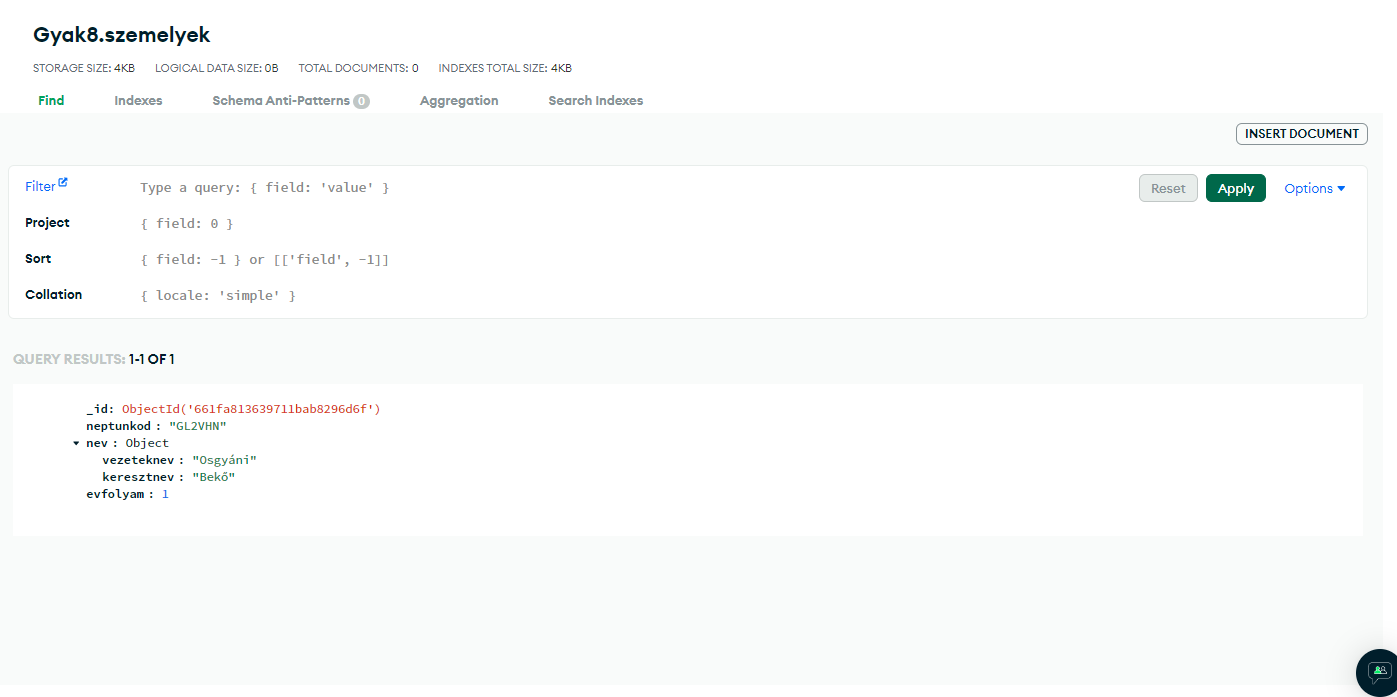 Gyak8.szemelyek
STORAGE SIZE: 4KB LOGICAL DATA SIZE: 0B TOTAL DOCUMENTS: 0 INDEXES TOTAL SIZE: 4KB
Find Indexes Schema Anti-Patterns 0 Aggregation Search Indexes
INSERT DOCUMENT
Filter Type a query: { field: 'value' } Reset Apply Options
Project { field: 0 }
Sort { field: -1 } or [['field', -1]]
Collation { locale: 'simple' }
QUERY RESULTS: 1-1 OF 1
_id: ObjectId('661fa813639711bab8296d6f')
neptunkod : "GL2VHN"
nev : Object
vezeteknev : "Osgyáni"
keresztnev : "Bekő"
evfolyam : 1